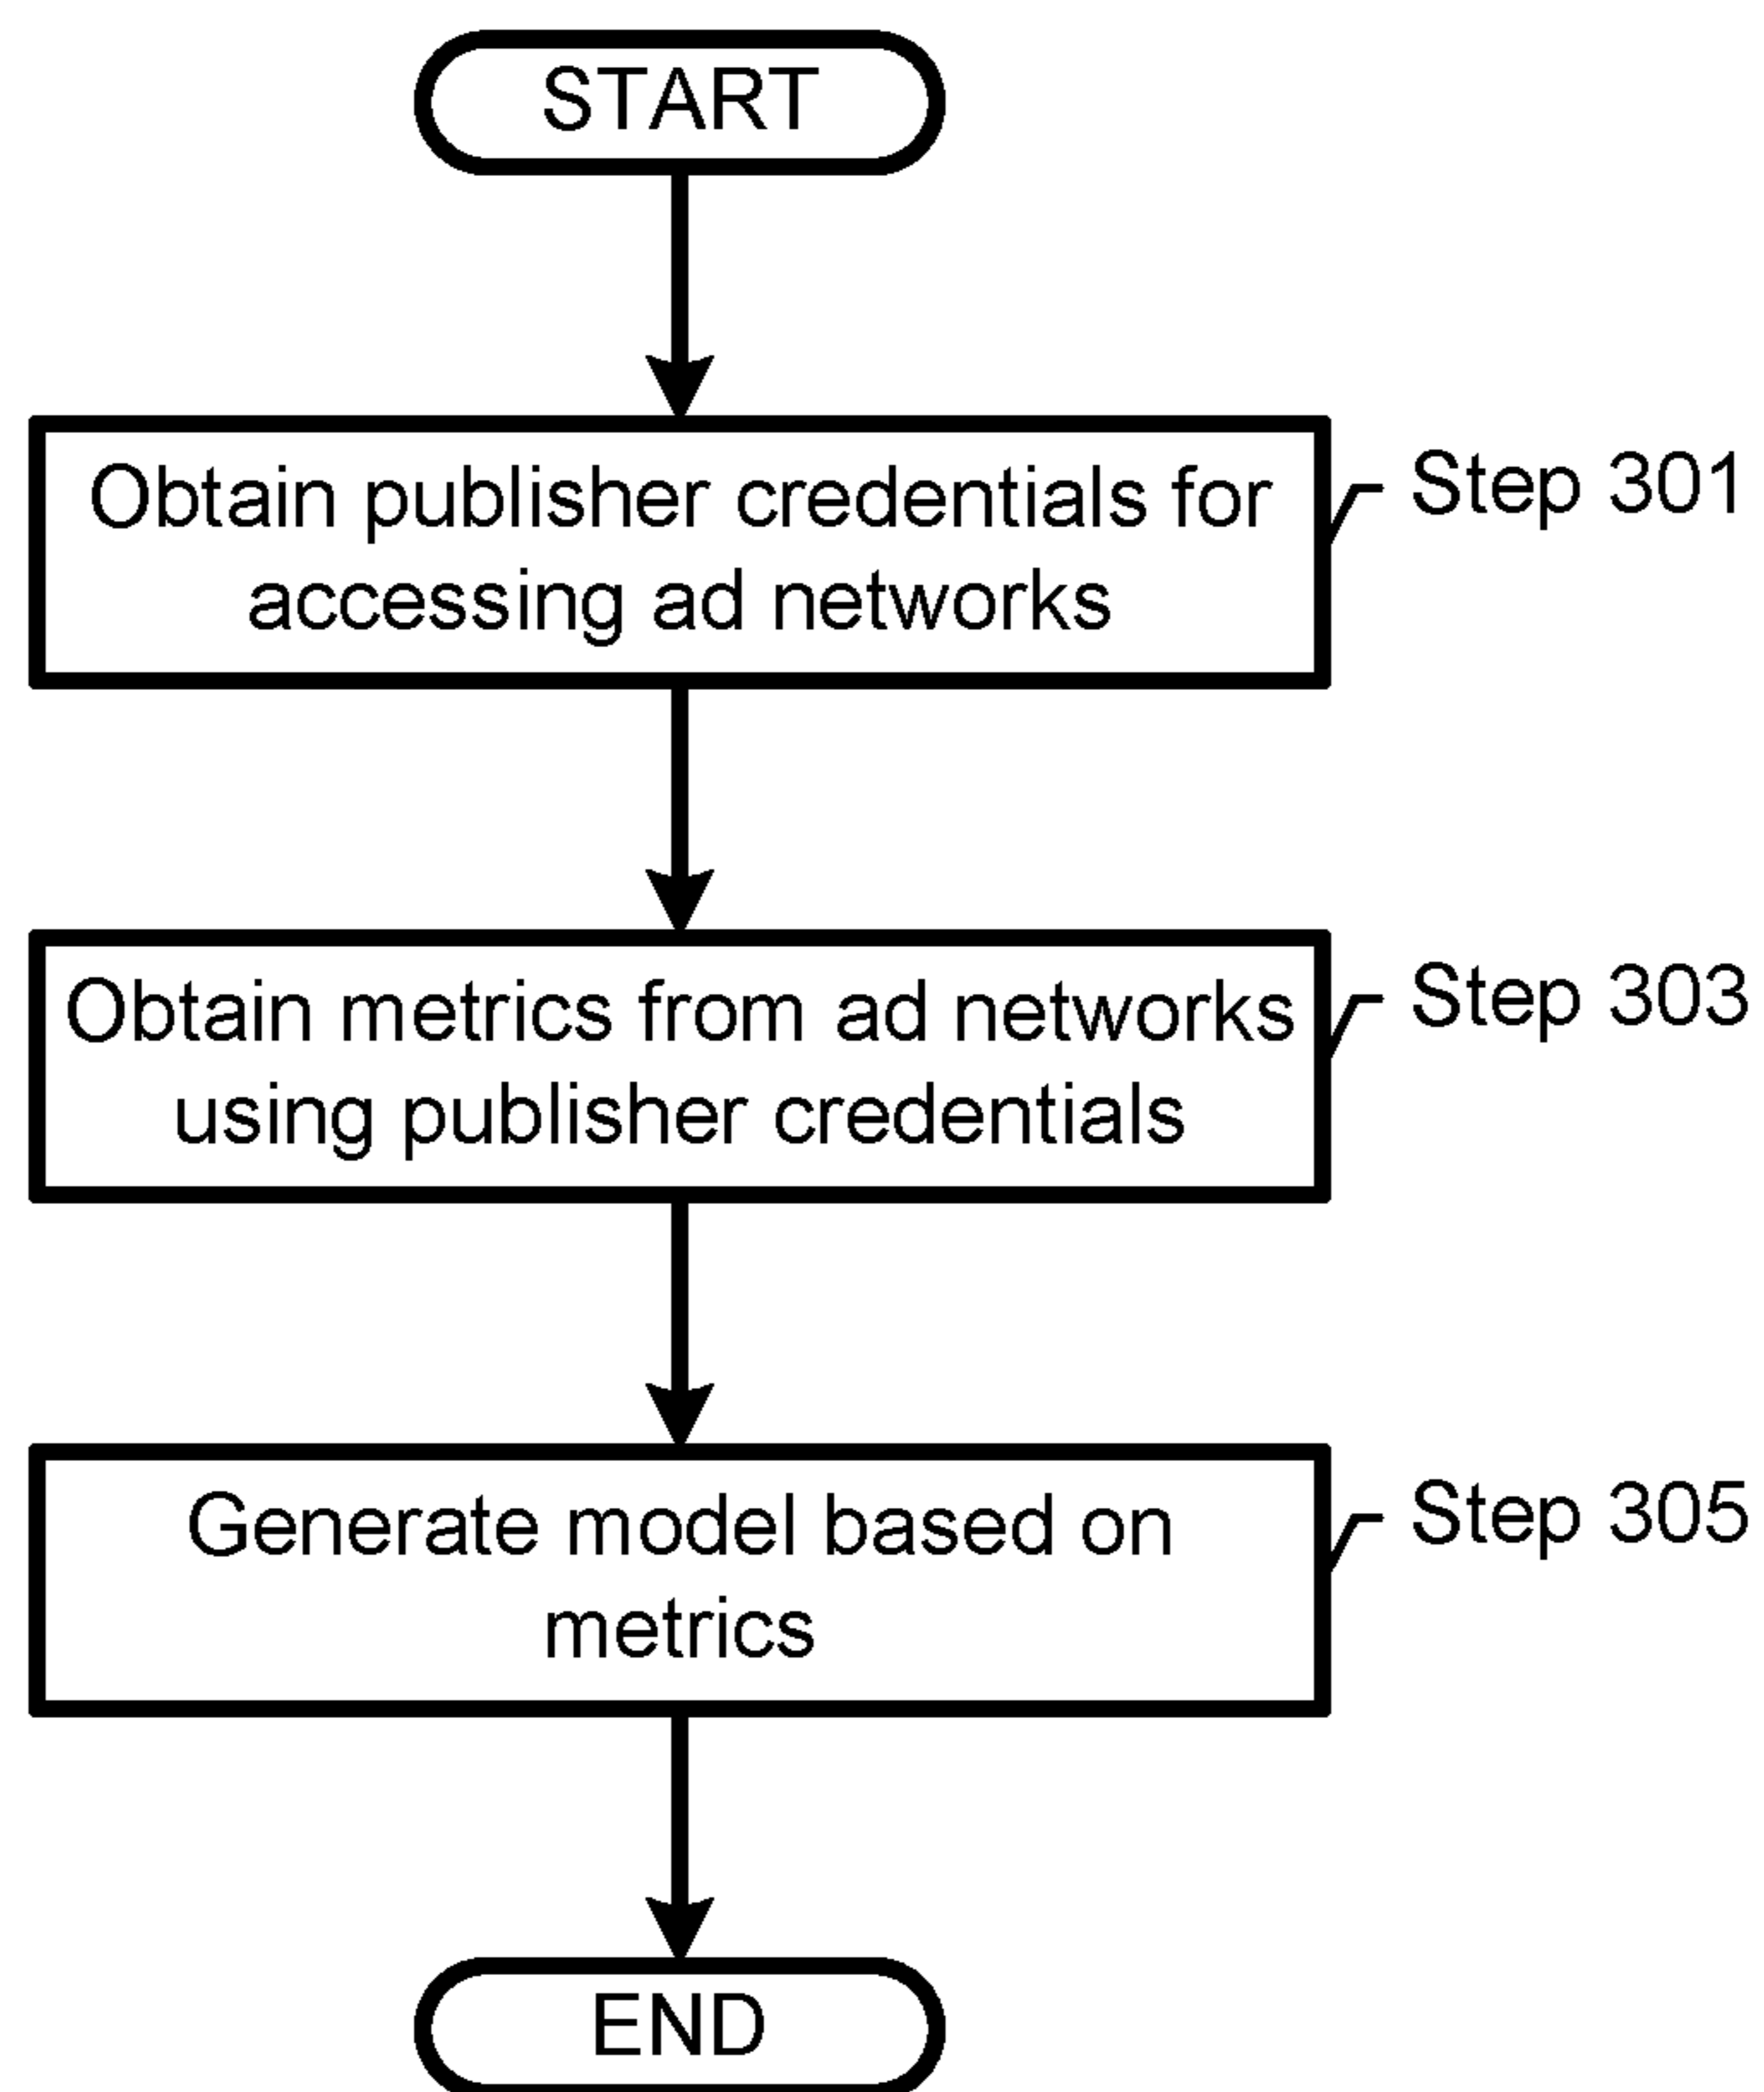 START
Obtain publisher credentials for
accessing ad networks
Step 301
Obtain metrics from ad networks
using publisher credentials
Step 303
Generate model based on
metrics
Step 305
END